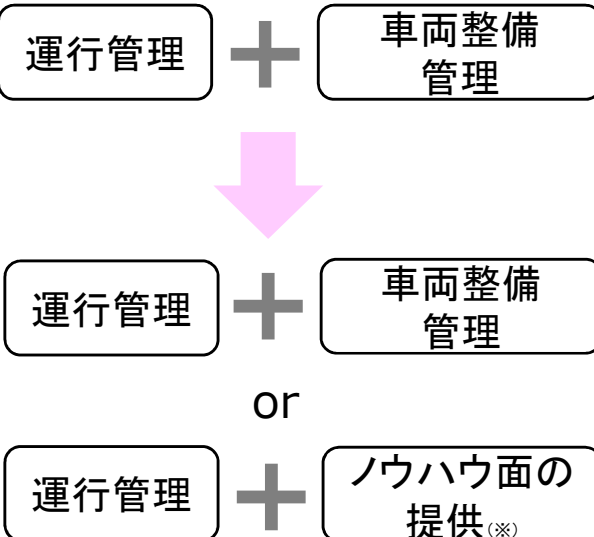 運行管理
車両整備
管理
運行管理
車両整備
管理
or
運行管理
ノウハウ面の
提供(※)